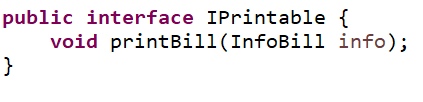 public interface IPrintable {
    void printBill(InfoBill info);
}